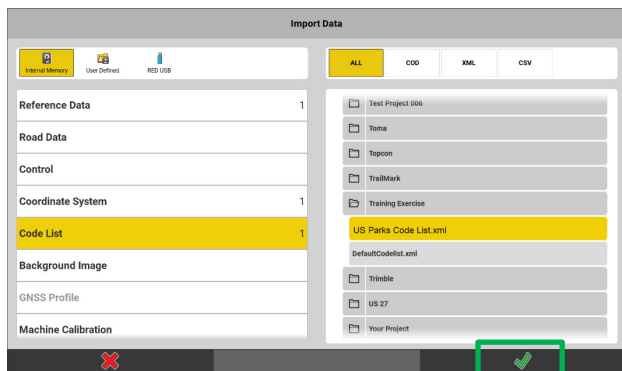 Import Data
Internal Memory
User Defined
RED USB
ALL
COD
XML
CSV
Reference Data 1
Road Data
Control
Coordinate System 1
Code List 1
Background Image
GNSS Profile
Machine Calibration
Test Project 006
Toma
Topcon
TrailMark
Training Exercise
US Parks Code List.xml
DefaultCodelist.xml
Trimble
US 27
Your Project